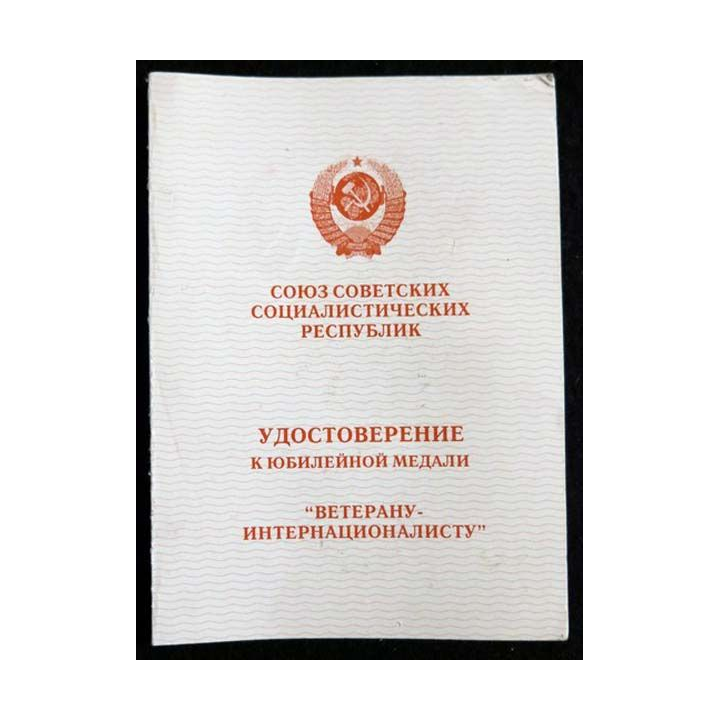 СОЮЗ СОВЕТСКИХ
СОЦИАЛИСТИЧЕСКИХ
РЕСПУБЛИК
УДОСТОВЕРЕНИЕ
К ЮБИЛЕЙНОЙ МЕДАЛИ
“ВЕТЕРАНУ-
ИНТЕРНАЦИОНАЛИСТУ”